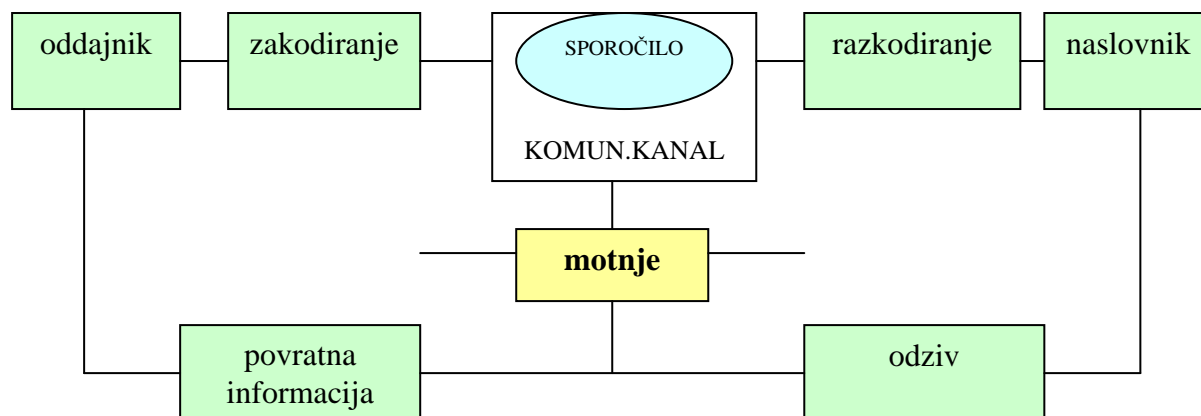 oddajnik
zakodiranje
SPOROČILO
KOMUN.KANAL
razkodiranje
naslovnik
motnje
povratna
informacija
odziv